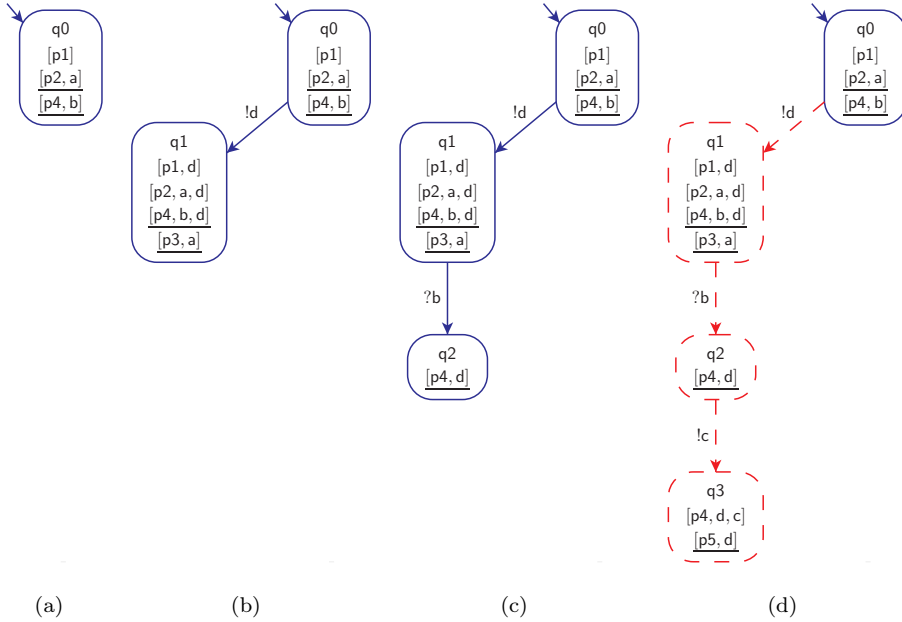 q0
[p1]
[p2, a]
[p4, b]
(a)
q0
[p1]
[p2, a]
[p4, b]
!d
q1
[p1, d]
[p2, a, d]
[p4, b, d]
[p3, a]
(b)
q0
[p1]
[p2, a]
[p4, b]
!d
q1
[p1, d]
[p2, a, d]
[p4, b, d]
[p3, a]
?b
q2
[p4, d]
(c)
q0
[p1]
[p2, a]
[p4, b]
!d
q1
[p1, d]
[p2, a, d]
[p4, b, d]
[p3, a]
?b
q2
[p4, d]
!c
q3
[p4, d, c]
[p5, d]
(d)